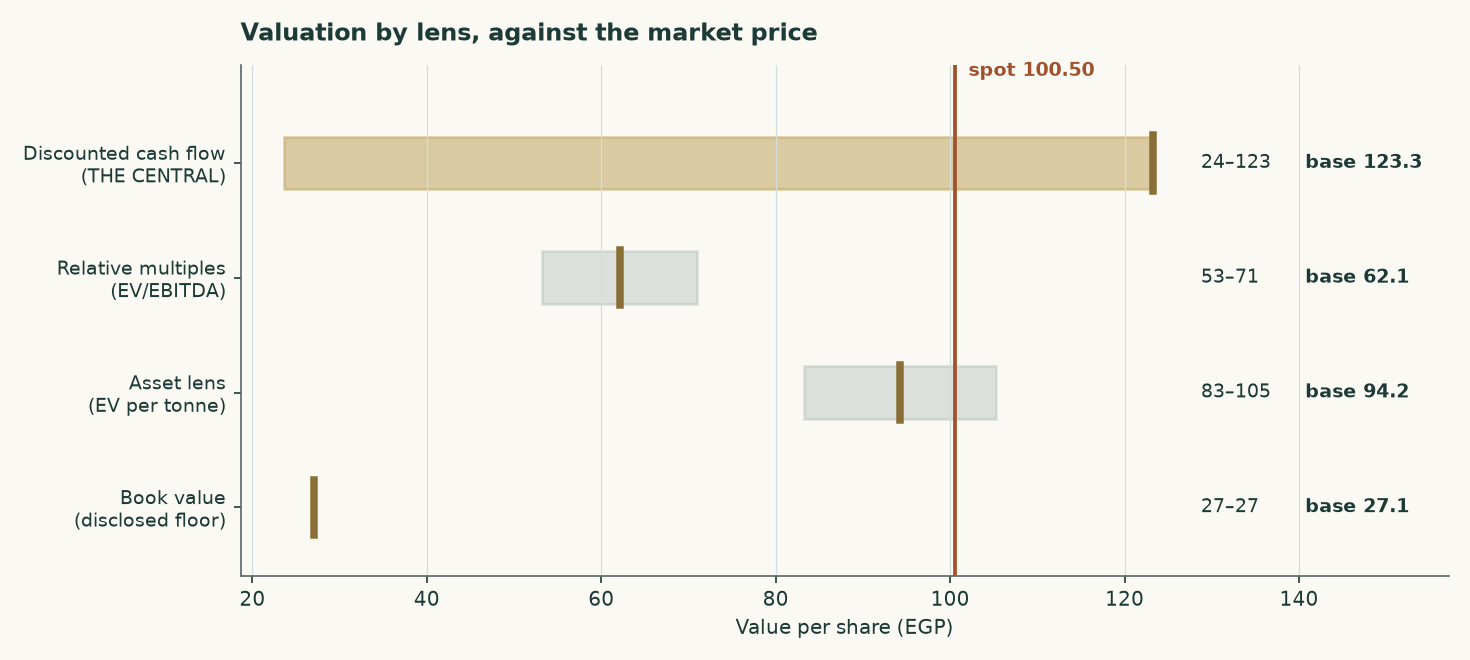 Valuation by lens, against the market price
spot 100.50
Discounted cash flow
(THE CENTRAL)
24–123
base 123.3
Relative multiples
(EV/EBITDA)
53–71
base 62.1
Asset lens
(EV per tonne)
83–105
base 94.2
Book value
(disclosed floor)
27–27
base 27.1
20 40 60 80 100 120 140
Value per share (EGP)